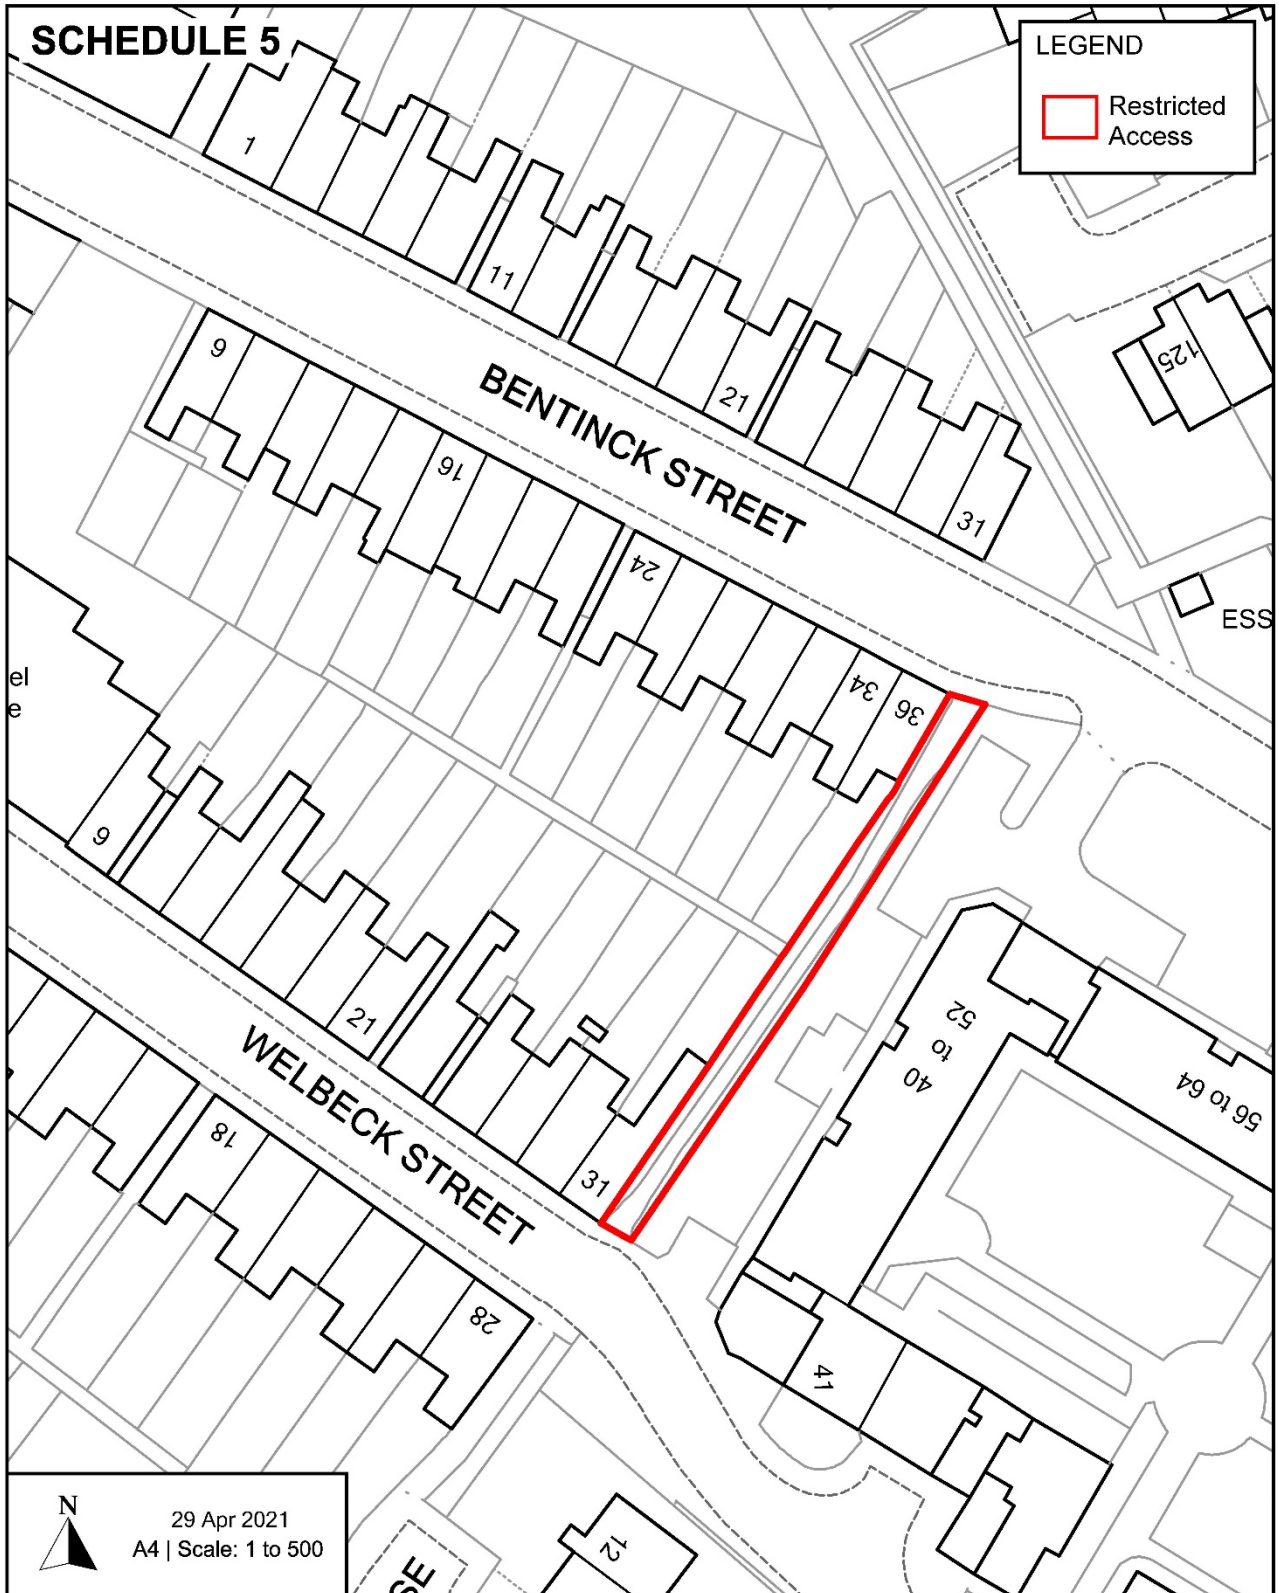 SCHEDULE 5
LEGEND
Restricted
Access
1
11
21
31
125
ESS
BENTINCK STREET
9
16
24
34
36
el
e
9
21
31
WELBECK STREET
18
28
40
to
52
56 to 64
41
12
SE
N
29 Apr 2021
A4 | Scale: 1 to 500